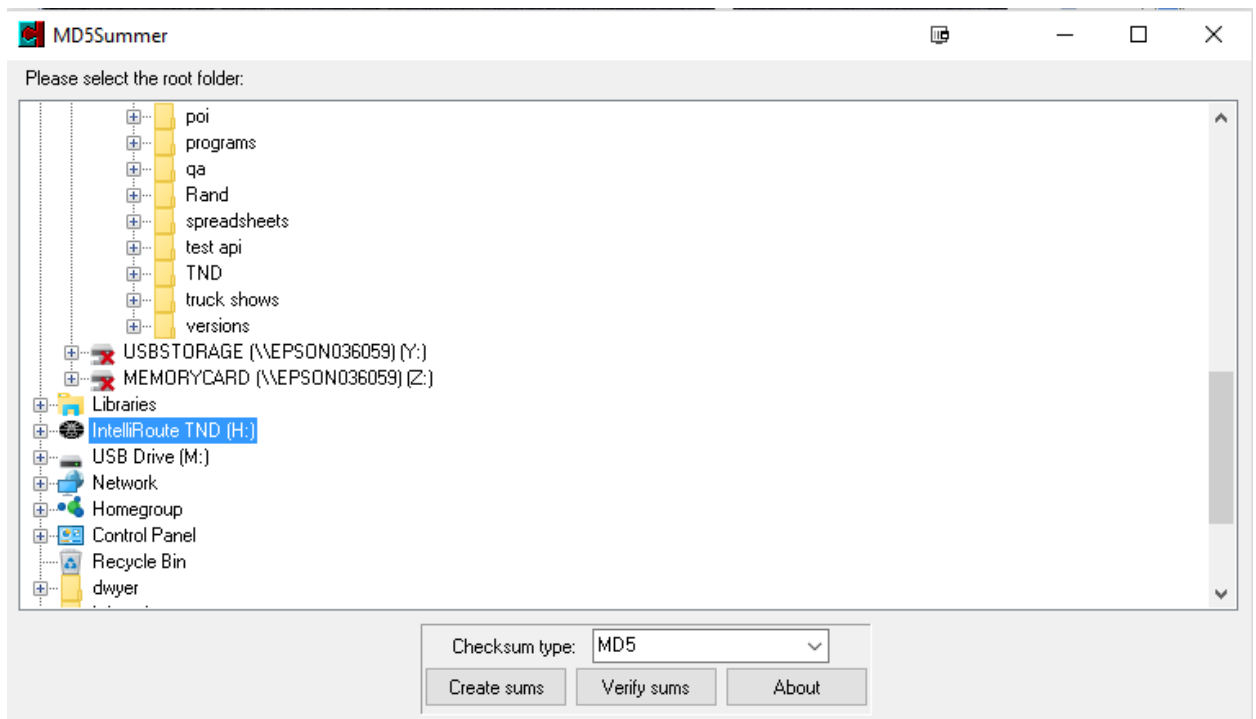 MD5Summer
Please select the root folder:
poi
programs
qa
Rand
spreadsheets
test api
TND
truck shows
versions
USBSTORAGE (\\EPSON036059) (Y:)
MEMORYCARD (\\EPSON036059) (Z:)
Libraries
IntelliRoute TND (H:)
USB Drive (M:)
Network
Homegroup
Control Panel
Recycle Bin
dwyer
Checksum type: MD5
Create sums Verify sums About